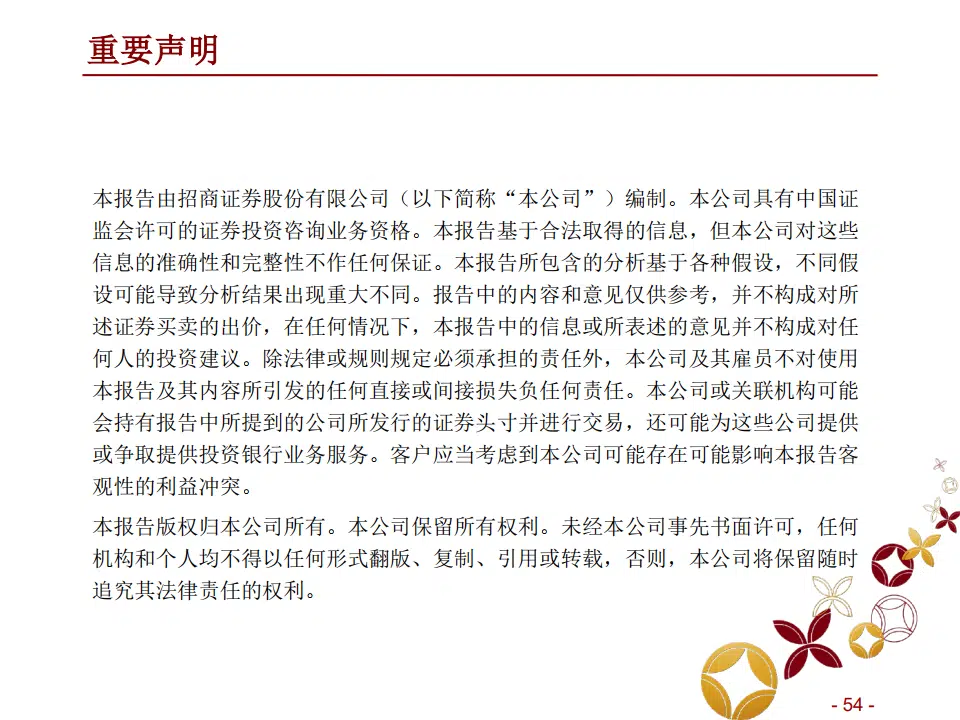 重要声明
本报告由招商证券股份有限公司（以下简称“本公司”）编制。本公司具有中国证
监会许可的证券投资咨询业务资格。本报告基于合法取得的信息，但本公司对这些
信息的准确性和完整性不作任何保证。本报告所包含的分析基于各种假设，不同假
设可能导致分析结果出现重大不同。报告中的内容和意见仅供参考，并不构成对所
述证券买卖的出价，在任何情况下，本报告中的信息或所表述的意见并不构成对任
何人的投资建议。除法律或规则规定必须承担的责任外，本公司及其雇员不对使用
本报告及其内容所引发的任何直接或间接损失负任何责任。本公司或关联机构可能
会持有报告中所提到的公司所发行的证券头寸并进行交易，还可能为这些公司提供
或争取提供投资银行业务服务。客户应当考虑到本公司可能存在可能影响本报告客
观性的利益冲突。
本报告版权归本公司所有。本公司保留所有权利。未经本公司事先书面许可，任何
机构和个人均不得以任何形式翻版、复制、引用或转载，否则，本公司将保留随时
追究其法律责任的权利。
- 54 -